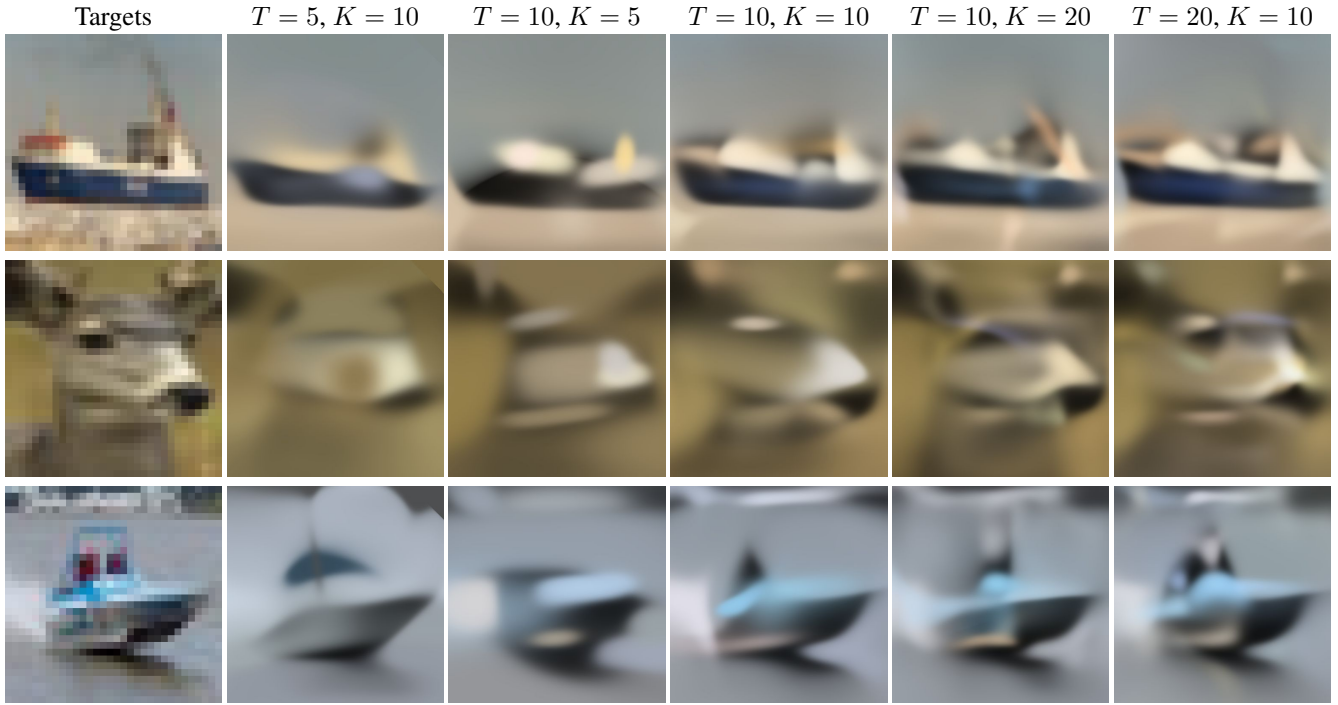 Targets T = 5, K = 10 T = 10, K = 5 T = 10, K = 10 T = 10, K = 20 T = 20, K = 10